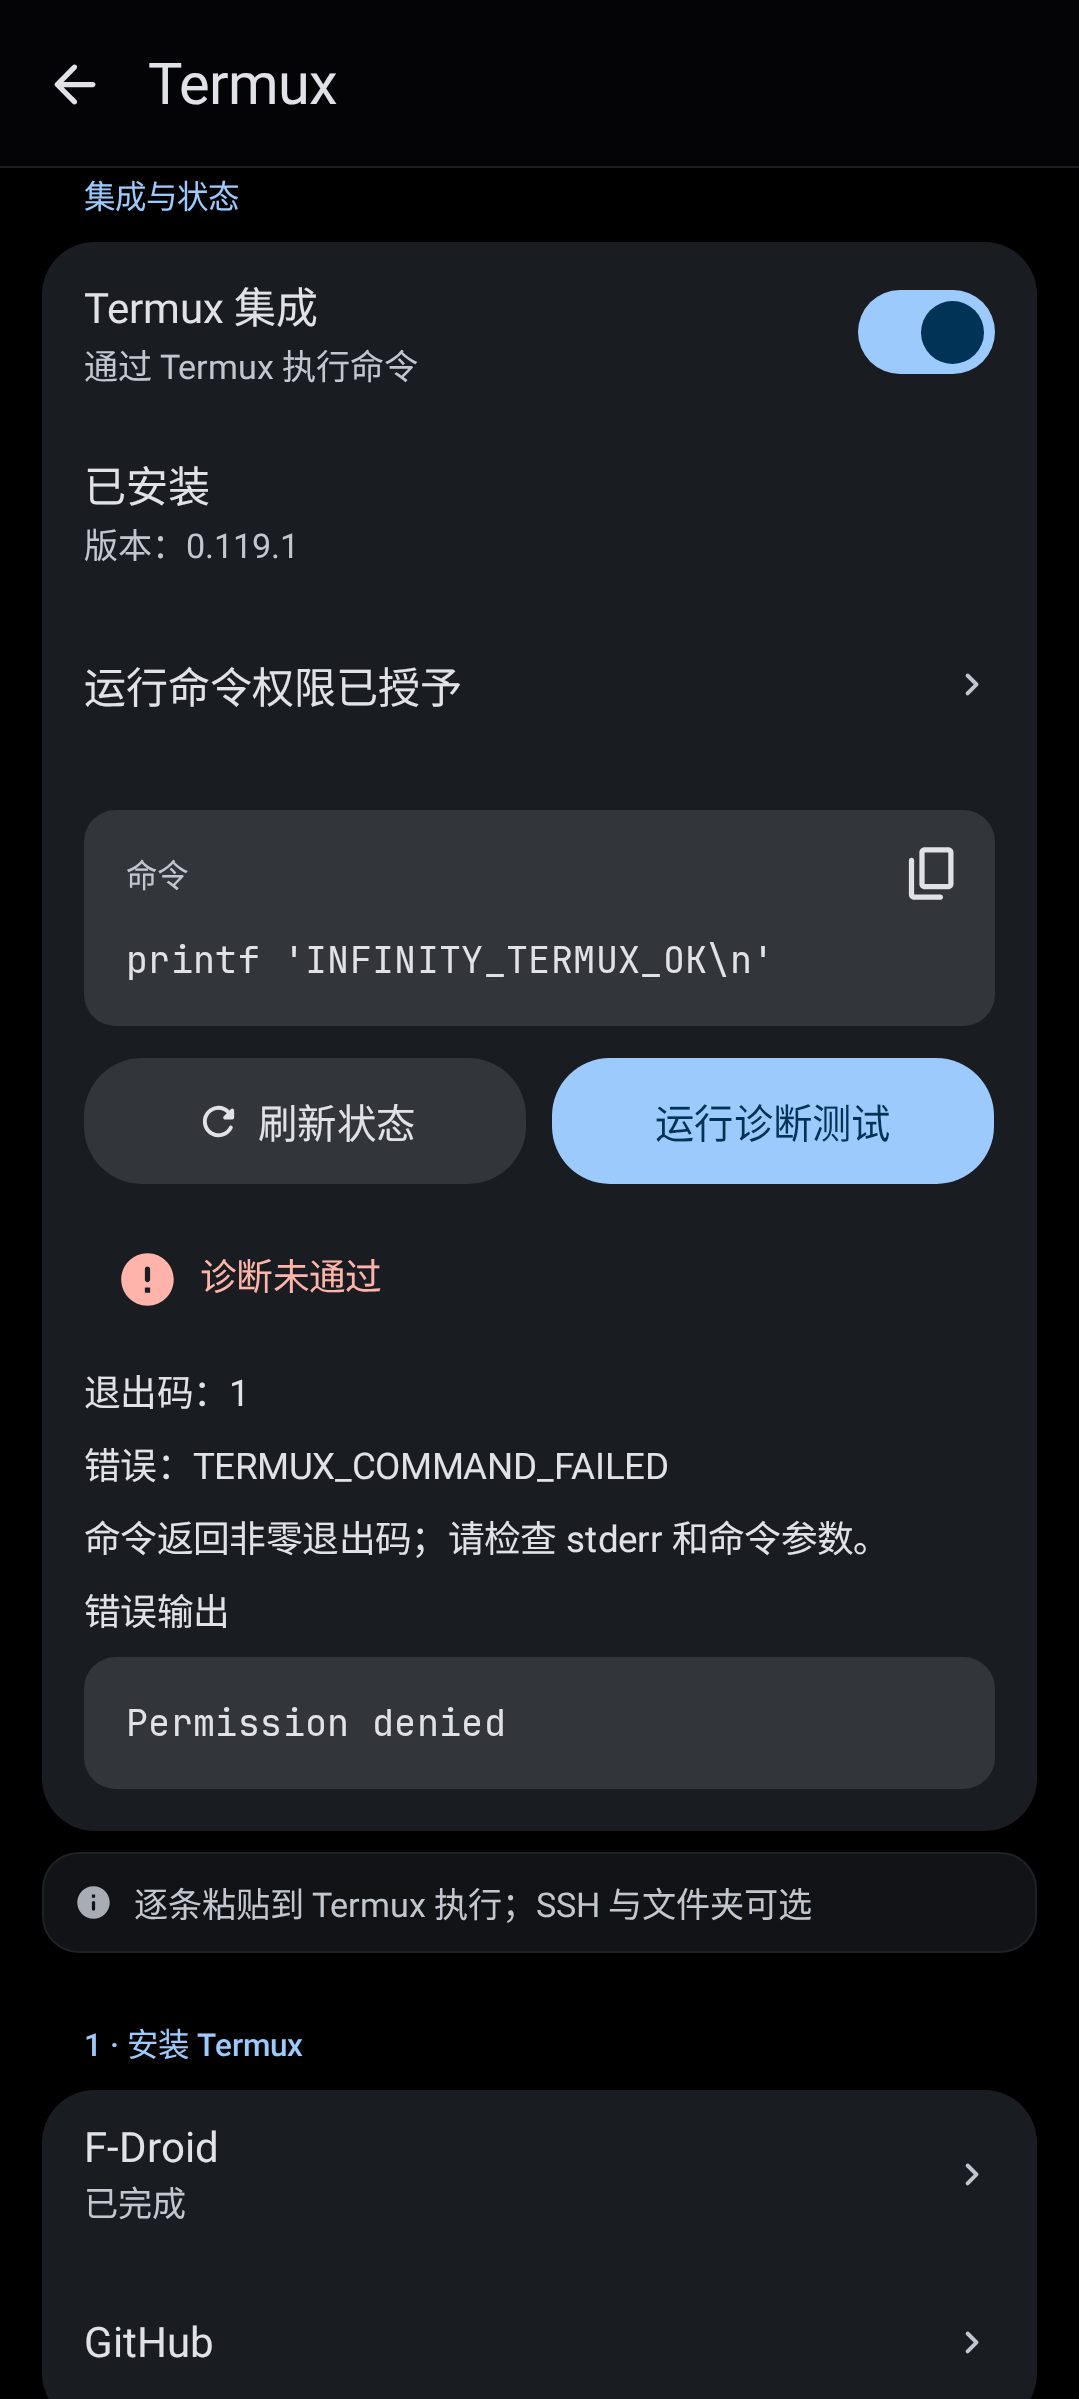 Termux
集成与状态
Termux 集成
通过 Termux 执行命令
已安装
版本：0.119.1
运行命令权限已授予
命令
printf 'INFINITY_TERMUX_OK\n'
刷新状态
运行诊断测试
诊断未通过
退出码：1
错误：TERMUX_COMMAND_FAILED
命令返回非零退出码；请检查 stderr 和命令参数。
错误输出
Permission denied
逐条粘贴到 Termux 执行；SSH 与文件夹可选
1 · 安装 Termux
F-Droid
已完成
GitHub